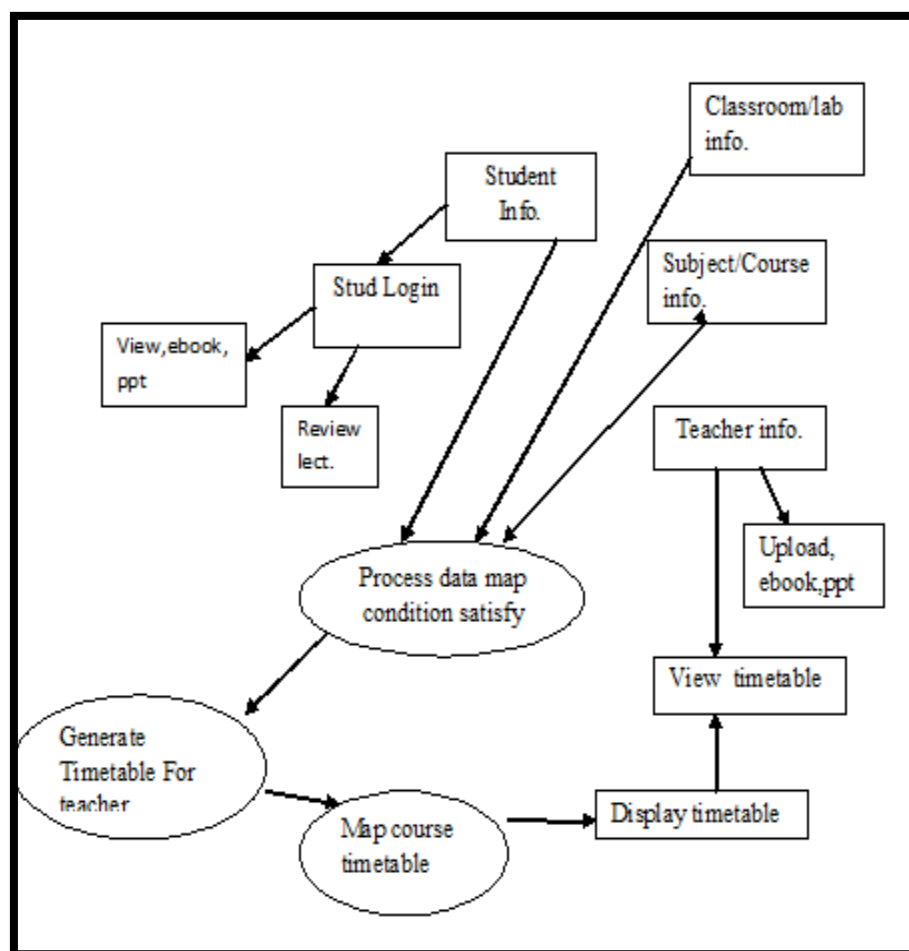 Classroom/lab
info.
Student
Info.
Subject/Course
info.
Stud Login
View,ebook,
ppt
Review
lect.
Teacher info.
Upload,
ebook,ppt
Process data map
condition satisfy
View timetable
Generate
Timetable For
teacher
Map course
timetable
Display timetable